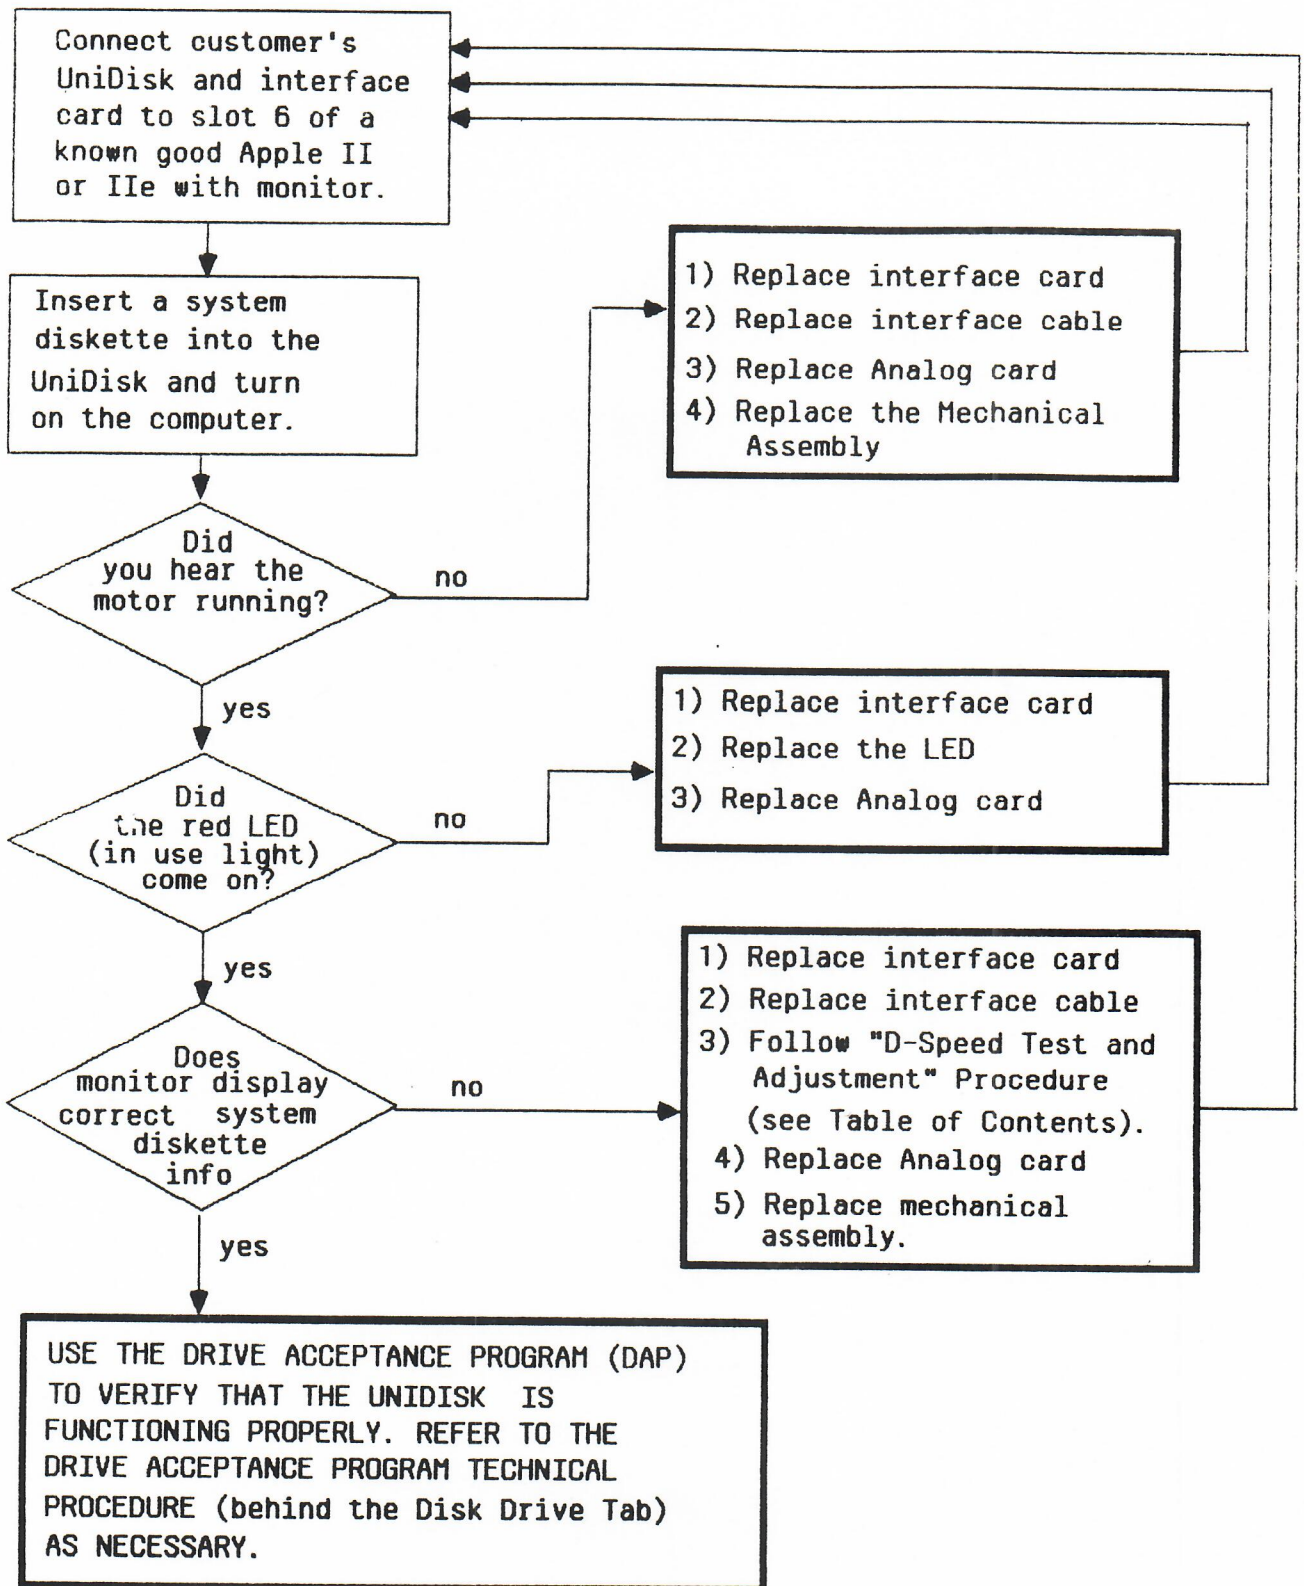 Connect customer's
UniDisk and interface
card to slot 6 of a
known good Apple II
or IIe with monitor.
Insert a system
diskette into the
UniDisk and turn
on the computer.
1) Replace interface card
2) Replace interface cable
3) Replace Analog card
4) Replace the Mechanical
Assembly
Did
you hear the
motor running?
no
yes
1) Replace interface card
2) Replace the LED
3) Replace Analog card
Did
the red LED
(in use light)
come on?
no
yes
1) Replace interface card
2) Replace interface cable
3) Follow "D-Speed Test and
Adjustment" Procedure
(see Table of Contents).
4) Replace Analog card
5) Replace mechanical
assembly.
Does
monitor display
correct system
diskette
info
no
yes
USE THE DRIVE ACCEPTANCE PROGRAM (DAP)
TO VERIFY THAT THE UNIDISK IS
FUNCTIONING PROPERLY. REFER TO THE
DRIVE ACCEPTANCE PROGRAM TECHNICAL
PROCEDURE (behind the Disk Drive Tab)
AS NECESSARY.